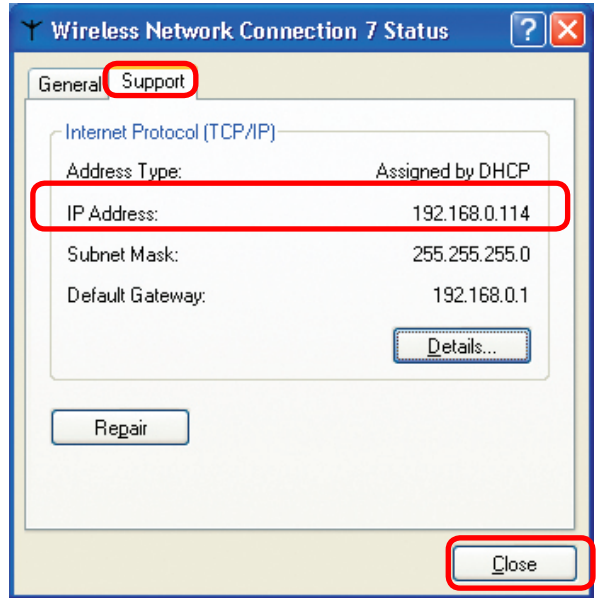 Wireless Network Connection 7 Status
General Support
Internet Protocol (TCP/IP)
Address Type: Assigned by DHCP
IP Address: 192.168.0.114
Subnet Mask: 255.255.255.0
Default Gateway: 192.168.0.1
Details...
Repair
Close